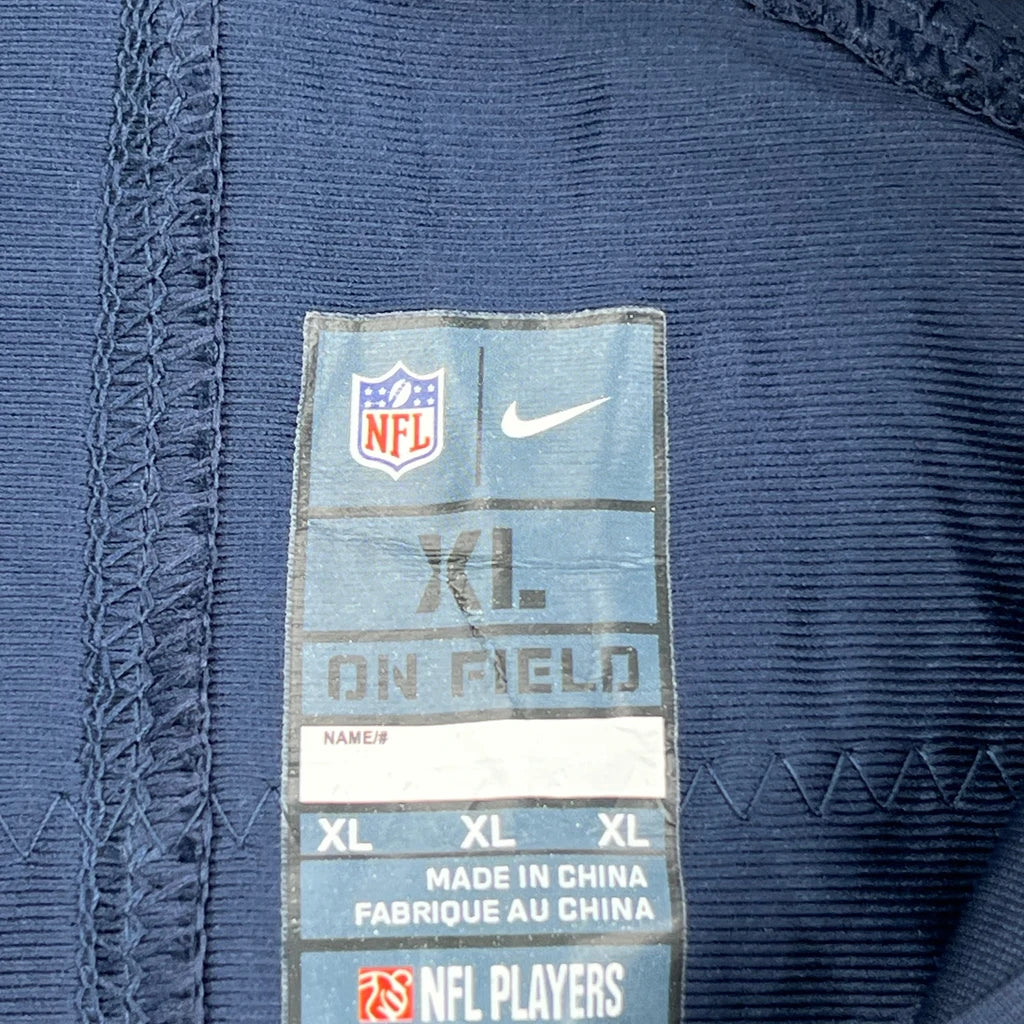 NFL
XL
ON FIELD
NAME/#
XL XL XL
MADE IN CHINA
FABRIQUE AU CHINA
NFL PLAYERS